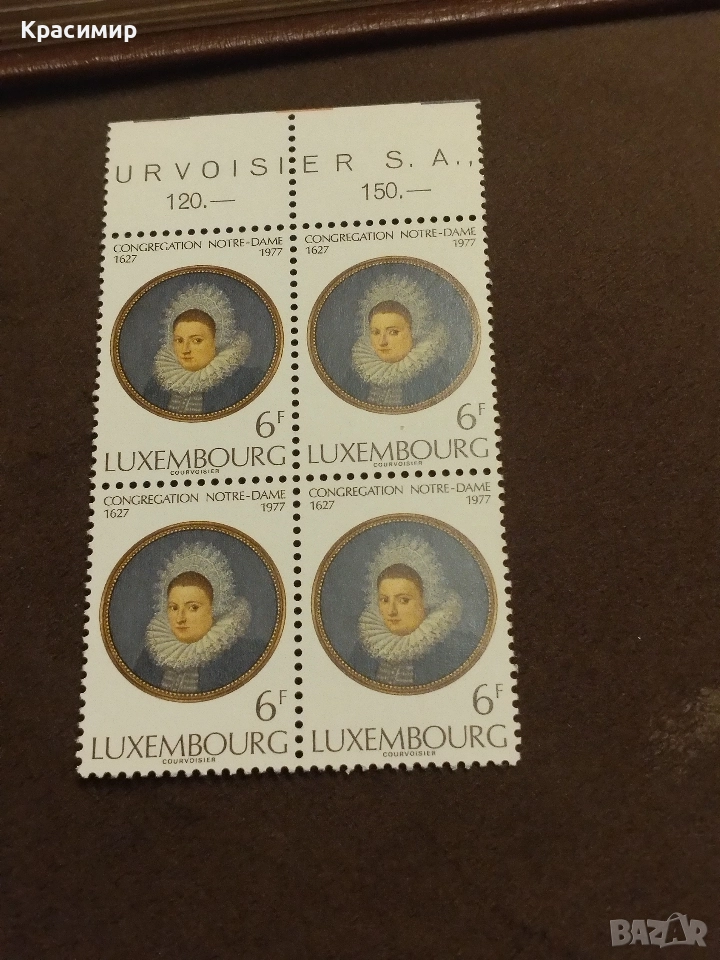 Красимир
URVOISIER S. A.,
120.— 150.—
CONGREGATION NOTRE-DAME
1627 1977
6F
LUXEMBOURG
COURVOISIER
CONGREGATION NOTRE-DAME
1627 1977
6F
LUXEMBOURG
COURVOISIER
CONGREGATION NOTRE-DAME
1627 1977
6F
LUXEMBOURG
COURVOISIER
CONGREGATION NOTRE-DAME
1627 1977
6F
LUXEMBOURG
COURVOISIER
BAZAR